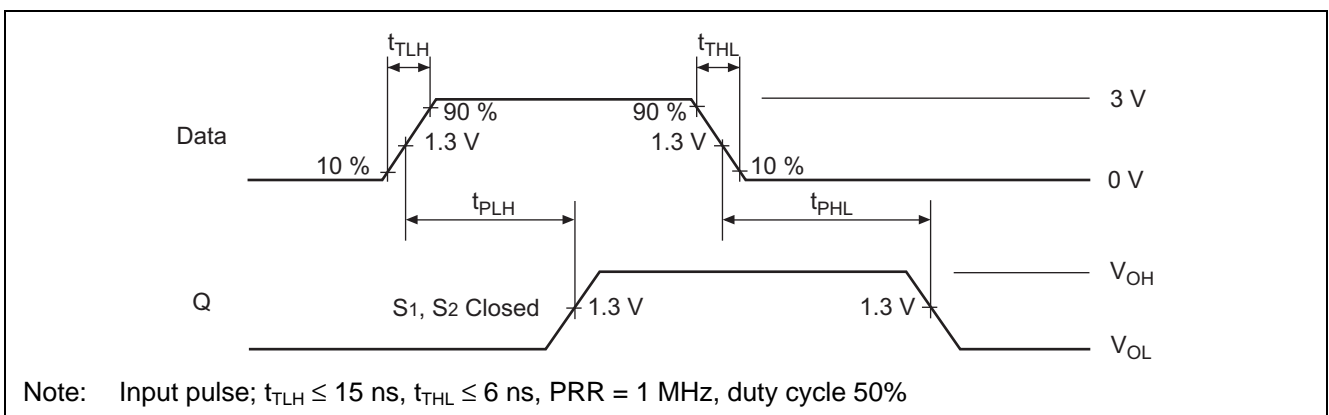 tTLH tTHL
90 % 90 % 3 V
Data 1.3 V 1.3 V
10 % 10 % 0 V
tPLH tPHL
VOH
Q S1, S2 Closed 1.3 V 1.3 V
VOL
Note: Input pulse; tTLH ≤ 15 ns, tTHL ≤ 6 ns, PRR = 1 MHz, duty cycle 50%